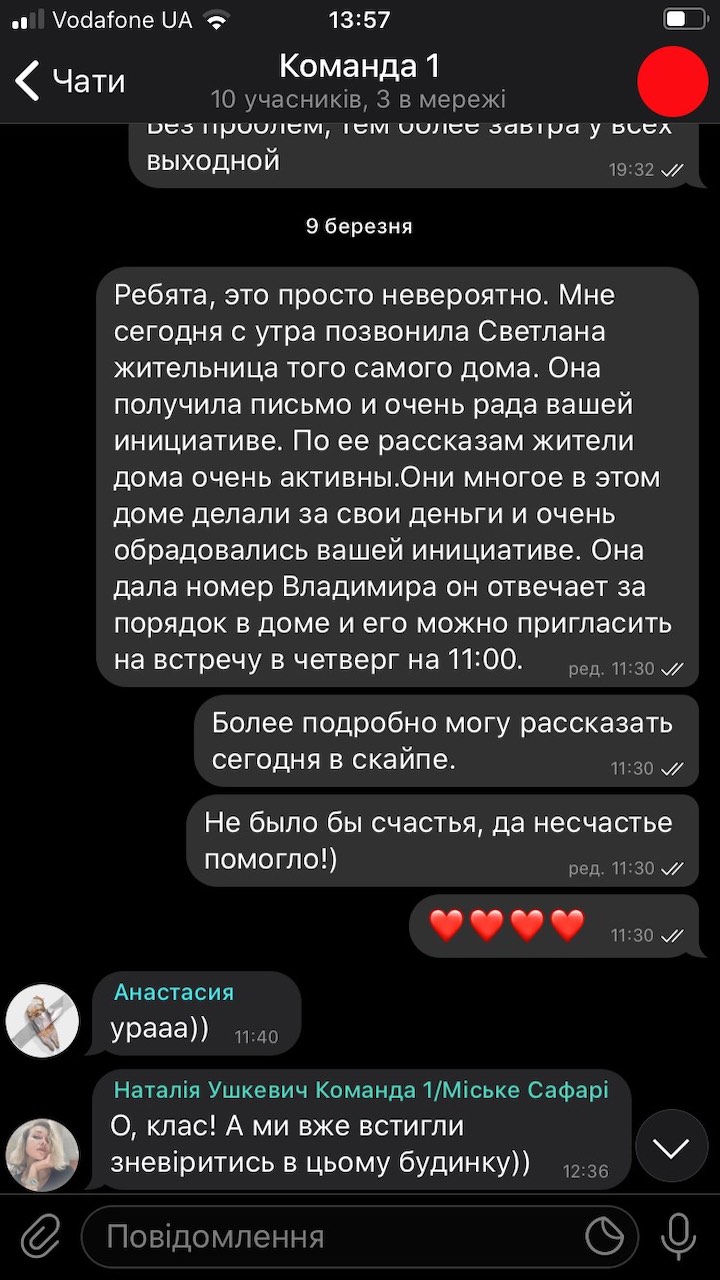 Vodafone UA
13:57
Чати
Команда 1
10 учасників, 3 в мережі
Без проблем, тем более завтра у всех
выходной
19:32
9 березня
Ребята, это просто невероятно. Мне
сегодня с утра позвонила Светлана
жительница того самого дома. Она
получила письмо и очень рада вашей
инициативе. По ее рассказам жители
дома очень активны.Они многое в этом
доме делали за свои деньги и очень
обрадовались вашей инициативе. Она
дала номер Владимира он отвечает за
порядок в доме и его можно пригласить
на встречу в четверг на 11:00.
ред. 11:30
Более подробно могу рассказать
сегодня в скайпе.
11:30
Не было бы счастья, да несчастье
помогло!)
ред. 11:30
❤️❤️❤️❤️ 11:30
Анастасия
урааа))
11:40
Наталія Ушкевич Команда 1/Міське Сафарі
О, клас! А ми вже встигли
зневіритись в цьому будинку))
12:36
Повідомлення